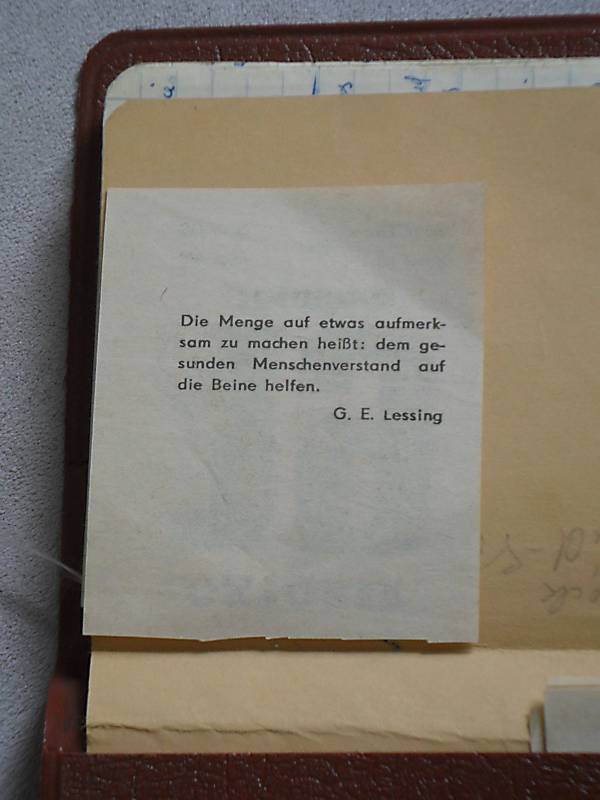 Die Menge auf etwas aufmerk-
sam zu machen heißt: dem ge-
sunden Menschenverstand auf
die Beine helfen.
G. E. Lessing